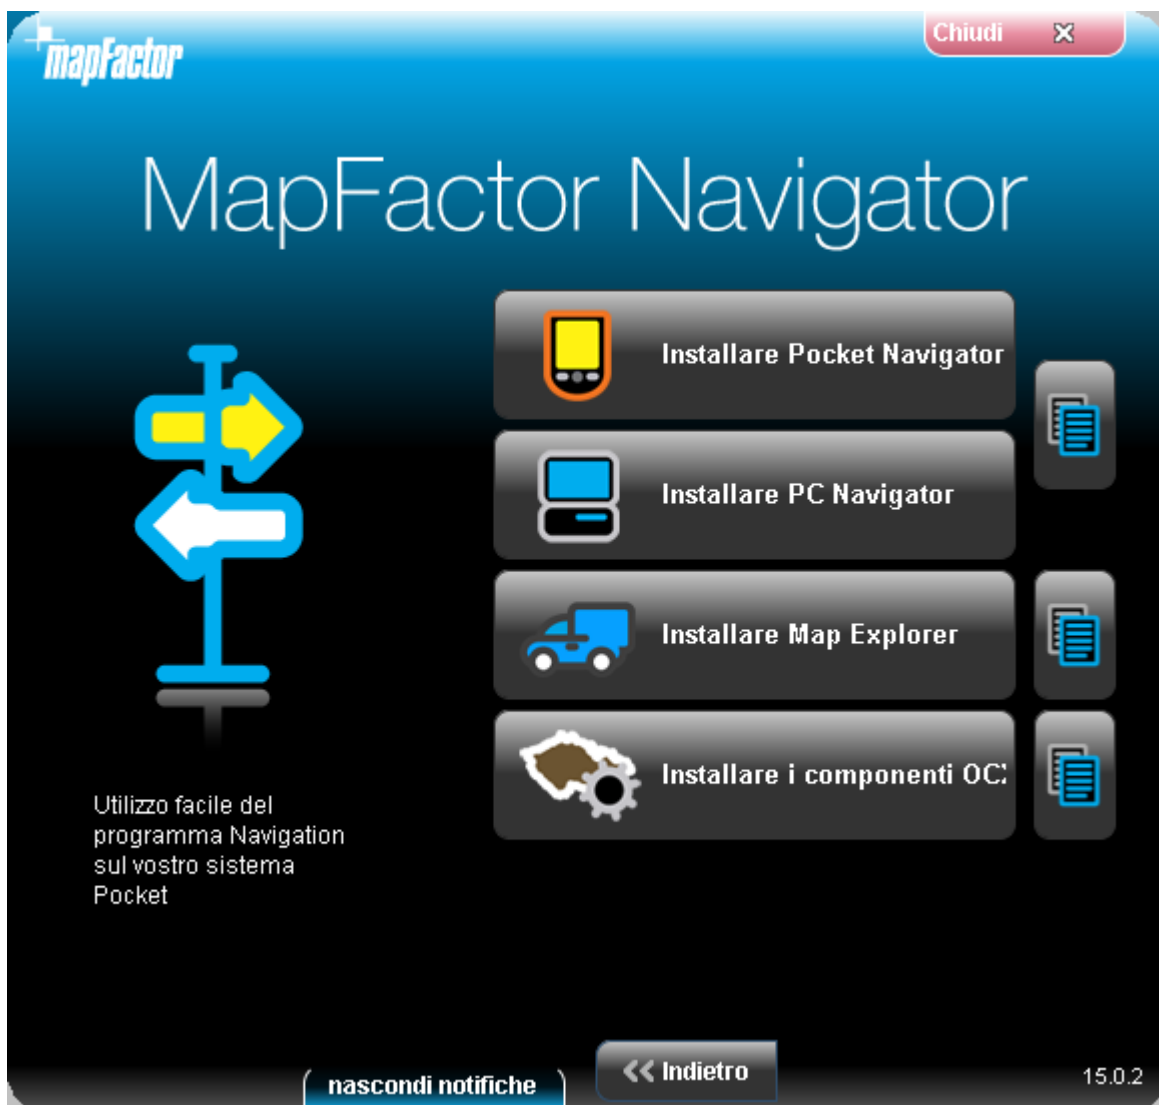 mapFactor
Chiudi
MapFactor Navigator
Installare Pocket Navigator
Installare PC Navigator
Installare Map Explorer
Installare i componenti OC
Utilizzo facile del
programma Navigation
sul vostro sistema
Pocket
nascondi notifiche
Indietro
15.0.2